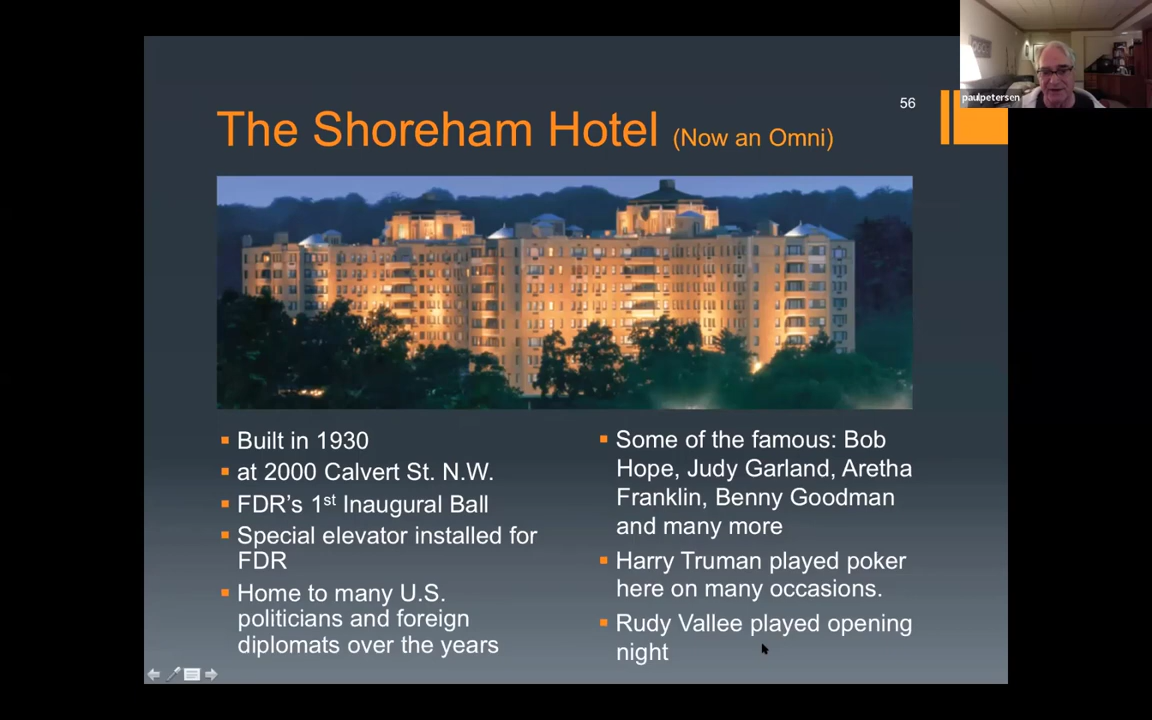 paulpetersen
56
The Shoreham Hotel (Now an Omni)
Built in 1930
at 2000 Calvert St. N.W.
FDR’s 1st Inaugural Ball
Special elevator installed for
FDR
Home to many U.S.
politicians and foreign
diplomats over the years
Some of the famous: Bob
Hope, Judy Garland, Aretha
Franklin, Benny Goodman
and many more
Harry Truman played poker
here on many occasions.
Rudy Vallee played opening
night